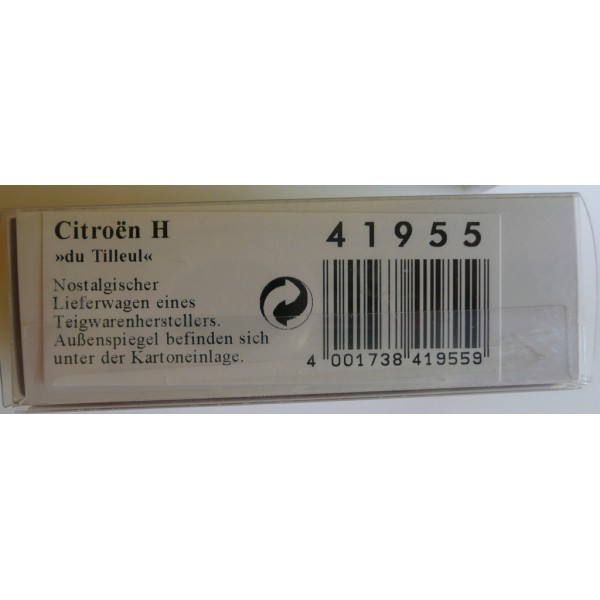 Citroën H
»du Tilleul«
Nostalgischer
Lieferwagen eines
Teigwarenherstellers.
Außenspiegel befinden sich
unter der Kartoneinlage.
41955
4 001738 419559